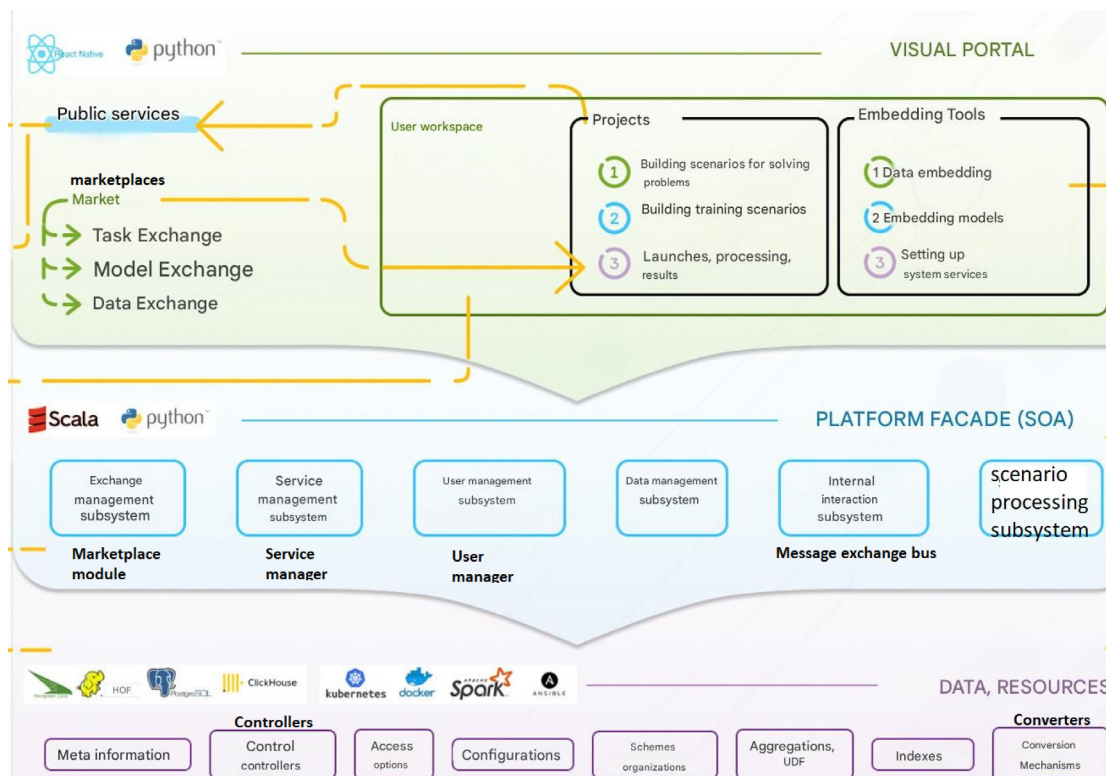 React Native
python™
VISUAL PORTAL
Public services
User workspace
Projects
Embedding Tools
1
Building scenarios for solving
problems
2
Building training scenarios
3
Launches, processing,
results
1 Data embedding
2 Embedding models
3
Setting up
system services
marketplaces
Market
Task Exchange
Model Exchange
Data Exchange
Scala
python™
PLATFORM FACADE (SOA)
Exchange
management
subsystem
Service
management
subsystem
User management
subsystem
Data management
subsystem
Internal
interaction
subsystem
scenario
processing
subsystem
Marketplace
module
Service
manager
User
manager
Message exchange bus
HOF
PostgreSQL
ClickHouse
kubernetes
docker
APACHE
Spark
ANSIBLE
DATA, RESOURCES
Controllers
Converters
Meta information
Control
controllers
Access
options
Configurations
Schemes
organizations
Aggregations,
UDF
Indexes
Conversion
Mechanisms